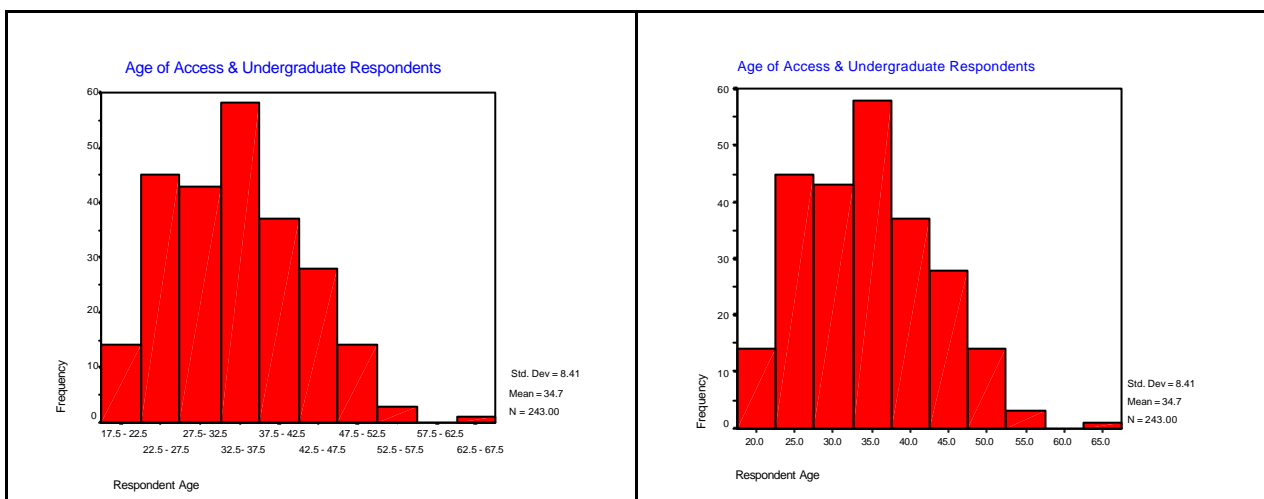 Age of Access & Undergraduate Respondents
60
50
40
30
20
10
0
Frequency
17.5 - 22.5
27.5 - 32.5
37.5 - 42.5
47.5 - 52.5
57.5 - 62.5
22.5 - 27.5
32.5 - 37.5
42.5 - 47.5
52.5 - 57.5
62.5 - 67.5
Respondent Age
Std. Dev = 8.41
Mean = 34.7
N = 243.00
Age of Access & Undergraduate Respondents
60
50
40
30
20
10
0
Frequency
20.0 25.0 30.0 35.0 40.0 45.0 50.0 55.0 60.0 65.0
Respondent Age
Std. Dev = 8.41
Mean = 34.7
N = 243.00